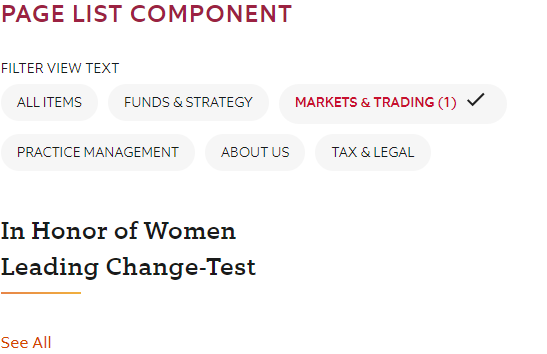 PAGE LIST COMPONENT
FILTER VIEW TEXT
ALL ITEMS
FUNDS & STRATEGY
MARKETS & TRADING (1)
PRACTICE MANAGEMENT
ABOUT US
TAX & LEGAL
In Honor of Women
Leading Change-Test
See All